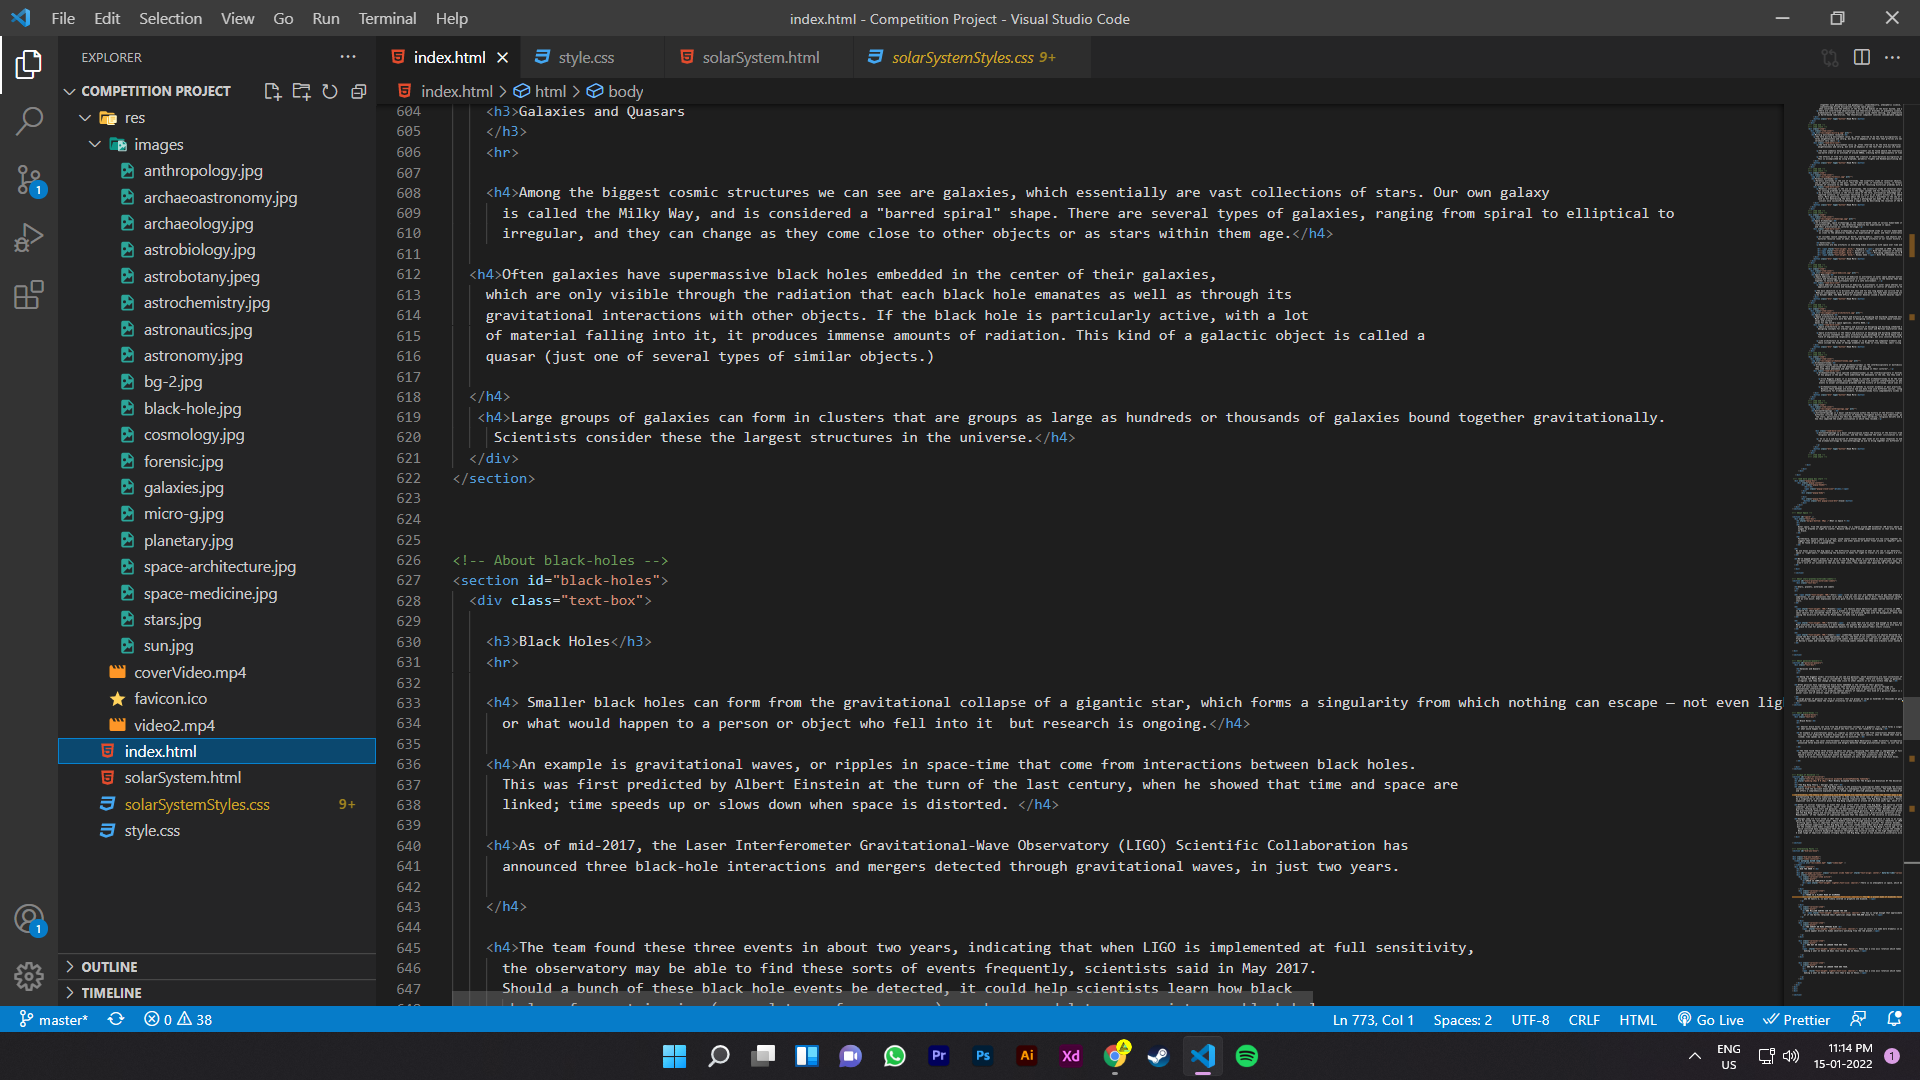 File Edit Selection View Go Run Terminal Help
index.html - Competition Project - Visual Studio Code
EXPLORER
COMPETITION PROJECT
res
images
anthropology.jpg
archaeoastronomy.jpg
archaeology.jpg
astrobiology.jpg
astrobotany.jpeg
astrochemistry.jpg
astronautics.jpg
astronomy.jpg
bg-2.jpg
black-hole.jpg
cosmology.jpg
forensic.jpg
galaxies.jpg
micro-g.jpg
planetary.jpg
space-architecture.jpg
space-medicine.jpg
stars.jpg
sun.jpg
coverVideo.mp4
favicon.ico
video2.mp4
index.html
solarSystem.html
solarSystemStyles.css 9+
style.css
OUTLINE
TIMELINE
1
1
index.html style.css solarSystem.html solarSystemStyles.css 9+
index.html > html > body
604 <h3>Galaxies and Quasars
605 </h3>
606 <hr>
607
608 <h4>Among the biggest cosmic structures we can see are galaxies, which essentially are vast collections of stars. Our own galaxy
609 is called the Milky Way, and is considered a "barred spiral" shape. There are several types of galaxies, ranging from spiral to elliptical to
610 irregular, and they can change as they come close to other objects or as stars within them age.</h4>
611
612 <h4>Often galaxies have supermassive black holes embedded in the center of their galaxies,
613 which are only visible through the radiation that each black hole emanates as well as through its
614 gravitational interactions with other objects. If the black hole is particularly active, with a lot
615 of material falling into it, it produces immense amounts of radiation. This kind of a galactic object is called a
616 quasar (just one of several types of similar objects.)
617
618 </h4>
619 <h4>Large groups of galaxies can form in clusters that are groups as large as hundreds or thousands of galaxies bound together gravitationally.
620 Scientists consider these the largest structures in the universe.</h4>
621 </div>
622 </section>
623
624
625
626 <!-- About black-holes -->
627 <section id="black-holes">
628 <div class="text-box">
629
630 <h3>Black Holes</h3>
631 <hr>
632
633 <h4> Smaller black holes can form from the gravitational collapse of a gigantic star, which forms a singularity from which nothing can escape — not even lig
634 or what would happen to a person or object who fell into it  but research is ongoing.</h4>
635
636 <h4>An example is gravitational waves, or ripples in space-time that come from interactions between black holes.
637 This was first predicted by Albert Einstein at the turn of the last century, when he showed that time and space are
638 linked; time speeds up or slows down when space is distorted. </h4>
639
640 <h4>As of mid-2017, the Laser Interferometer Gravitational-Wave Observatory (LIGO) Scientific Collaboration has
641 announced three black-hole interactions and mergers detected through gravitational waves, in just two years.
642
643 </h4>
644
645 <h4>The team found these three events in about two years, indicating that when LIGO is implemented at full sensitivity,
646 the observatory may be able to find these sorts of events frequently, scientists said in May 2017.
647 Should a bunch of these black hole events be detected, it could help scientists learn how black
master* 0 38
Ln 773, Col 1 Spaces: 2 UTF-8 CRLF HTML Go Live Prettier
Pr Ps Ai Xd
ENG
US
11:14 PM
15-01-2022
1